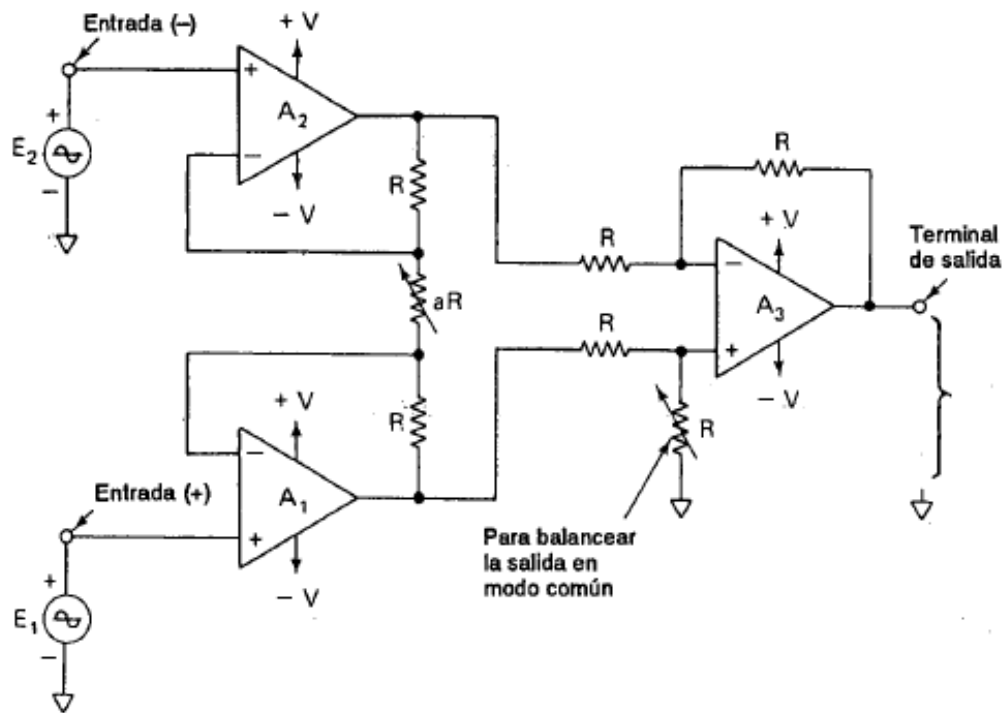 Entrada (–)
+ V
+
A2
–
– V
+
E2
–
R
aR
R
R
R
+ V
–
A3
+
– V
R
R
Terminal
de salida
Para balancear
la salida en
modo común
+ V
–
A1
+
– V
Entrada (+)
+
E1
–